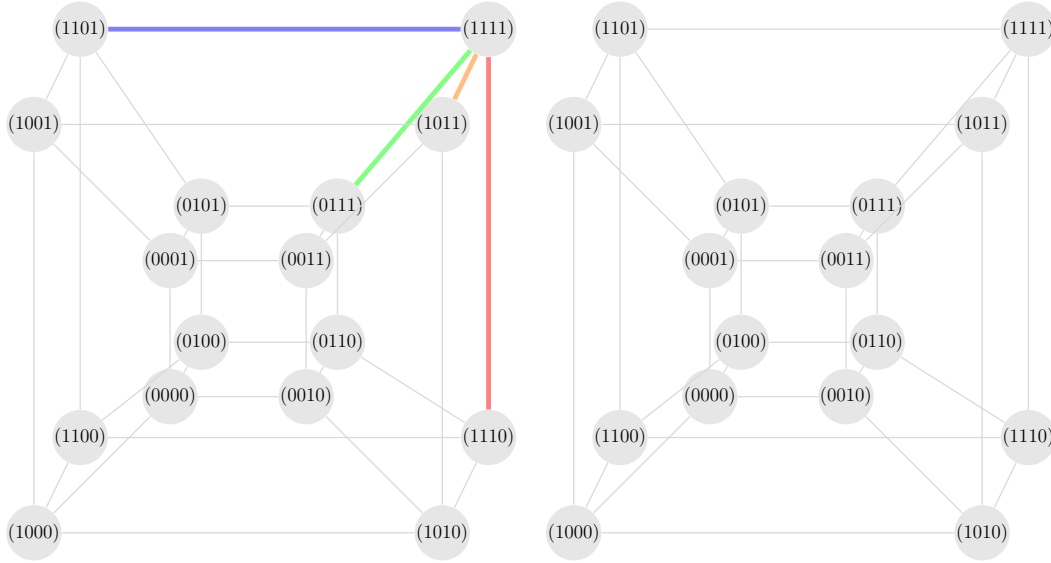 (1101) (1111) (1101) (1111)
(1001) (1011) (1001) (1011)
(0101) (0111) (0101) (0111)
(0001) (0011) (0001) (0011)
(0100) (0110) (0100) (0110)
(0000) (0010) (0000) (0010)
(1100) (1110) (1100) (1110)
(1000) (1010) (1000) (1010)